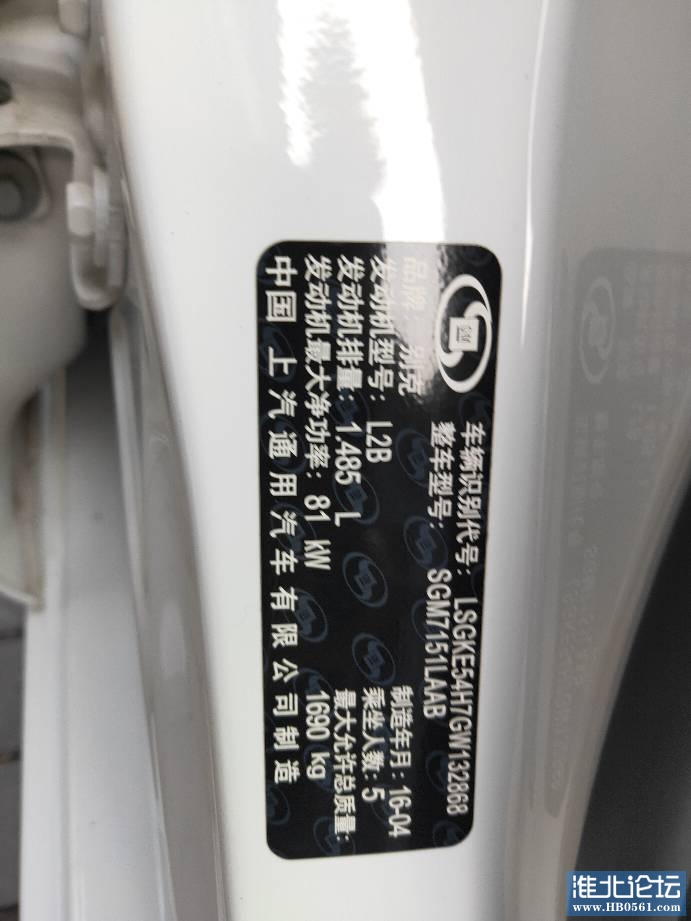 GM
车辆识别代号: LSGKE54H7GW132868
整车型号: SGM7151LAAB
品牌: 别克
制造年月: 16-04
发动机型号: L2B
乘坐人数: 5
发动机排量: 1.485 L
最大允许总质量:
发动机最大净功率: 81 kW
1690 kg
中国 上汽通用汽车有限公司制造
淮北论坛
www.HB0561.com